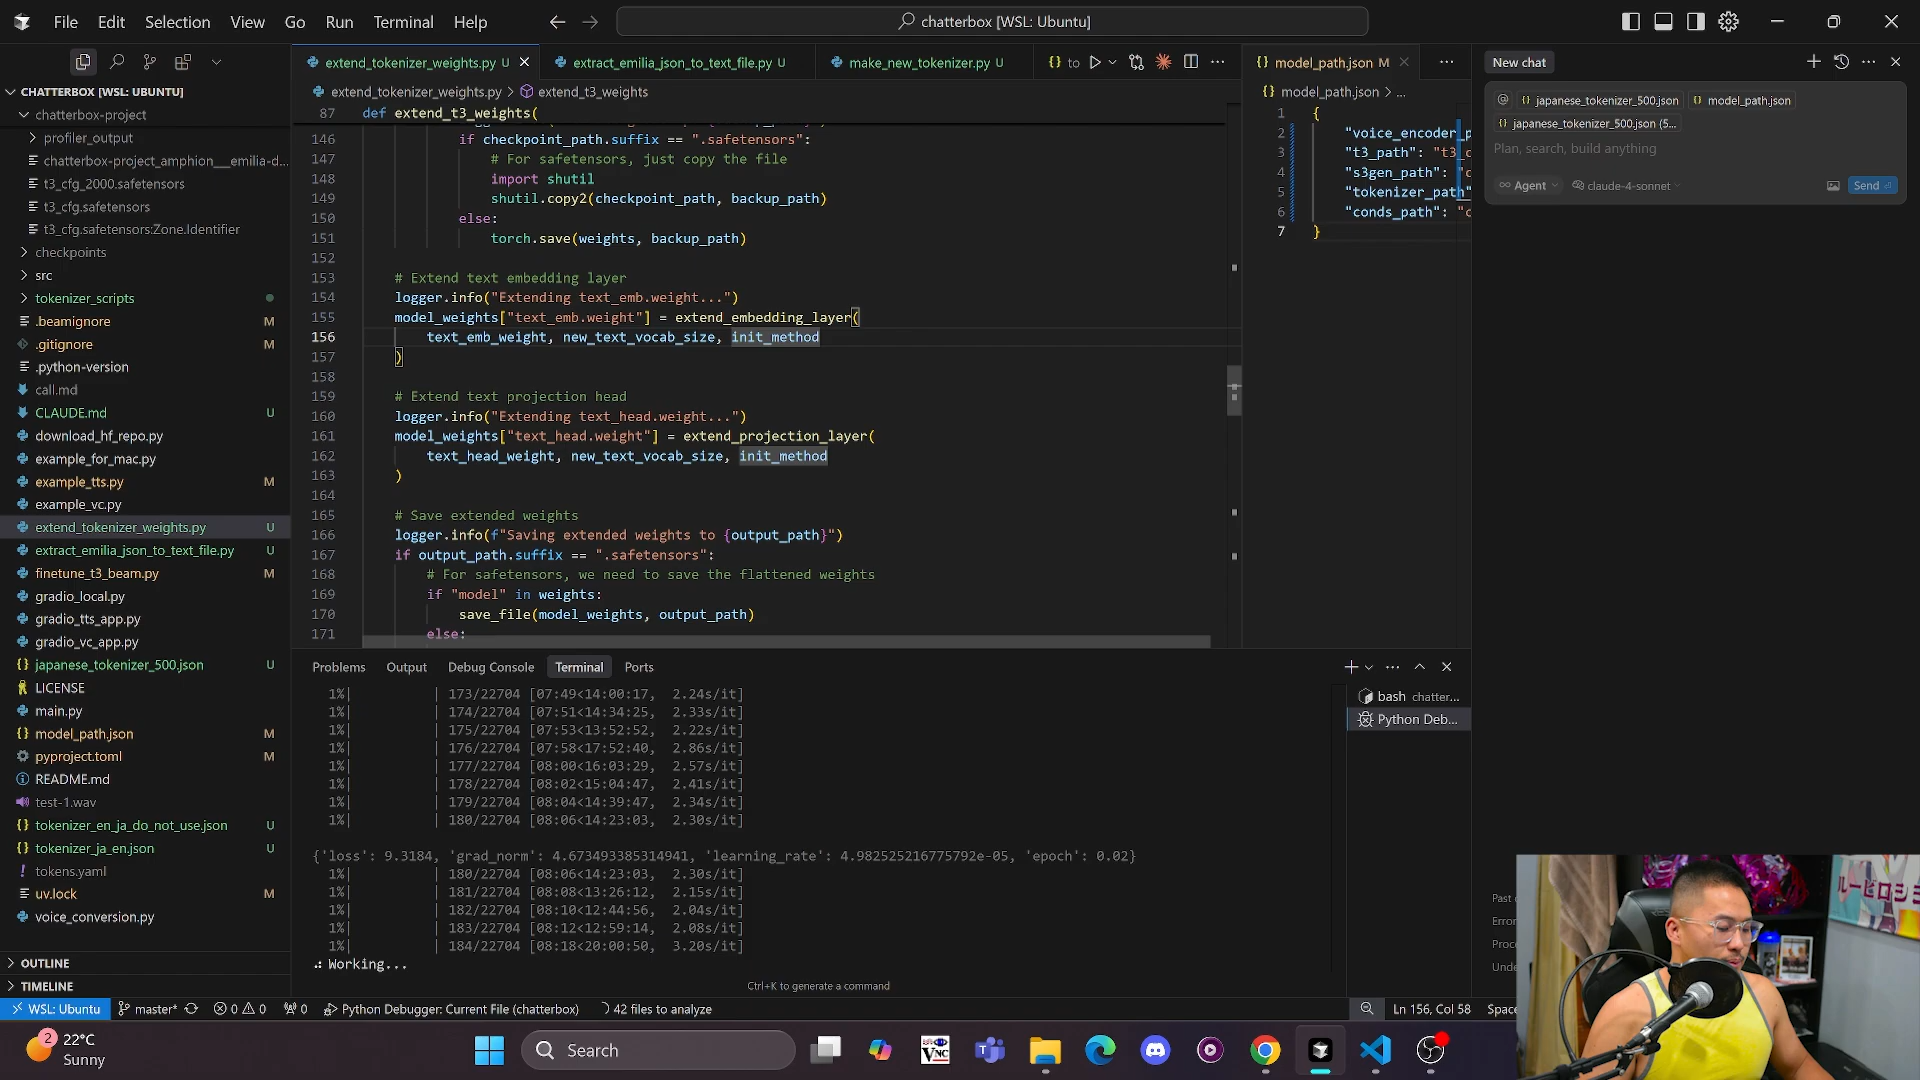 File Edit Selection View Go Run Terminal Help
chatterbox [WSL: Ubuntu]
CHATTERBOX [WSL: UBUNTU]
chatterbox-project
profiler_output
chatterbox-project_amphion___emilia-d...
t3_cfg_2000.safetensors
t3_cfg.safetensors
t3_cfg.safetensors:Zone.Identifier
checkpoints
src
tokenizer_scripts
.beamignore M
.gitignore M
.python-version
call.md
CLAUDE.md U
download_hf_repo.py
example_for_mac.py
example_tts.py M
example_vc.py
extend_tokenizer_weights.py U
extract_emilia_json_to_text_file.py U
finetune_t3_beam.py M
gradio_local.py
gradio_tts_app.py
gradio_vc_app.py
japanese_tokenizer_500.json U
LICENSE
main.py
model_path.json M
pyproject.toml M
README.md
test-1.wav
tokenizer_en_ja_do_not_use.json U
tokenizer_ja_en.json U
tokens.yaml
uv.lock M
voice_conversion.py
OUTLINE
TIMELINE
extend_tokenizer_weights.py U extract_emilia_json_to_text_file.py U make_new_tokenizer.py U {} to
extend_tokenizer_weights.py > extend_t3_weights
87 def extend_t3_weights(
146 if checkpoint_path.suffix == ".safetensors":
147 # For safetensors, just copy the file
148 import shutil
149 shutil.copy2(checkpoint_path, backup_path)
150 else:
151 torch.save(weights, backup_path)
152
153 # Extend text embedding layer
154 logger.info("Extending text_emb.weight...")
155 model_weights["text_emb.weight"] = extend_embedding_layer(
156 text_emb_weight, new_text_vocab_size, init_method
157 )
158
159 # Extend text projection head
160 logger.info("Extending text_head.weight...")
161 model_weights["text_head.weight"] = extend_projection_layer(
162 text_head_weight, new_text_vocab_size, init_method
163 )
164
165 # Save extended weights
166 logger.info(f"Saving extended weights to {output_path}")
167 if output_path.suffix == ".safetensors":
168 # For safetensors, we need to save the flattened weights
169 if "model" in weights:
170 save_file(model_weights, output_path)
171 else:
{} model_path.json M
{} model_path.json > ...
1 {
2 "voice_encoder_p
3 "t3_path": "t3_c
4 "s3gen_path": "c
5 "tokenizer_path"
6 "conds_path": "c
7 }
New chat
@ {} japanese_tokenizer_500.json {} model_path.json
{} japanese_tokenizer_500.json (5...
Plan, search, build anything
∞ Agent claude-4-sonnet Send
Problems Output Debug Console Terminal Ports
1%| | 173/22704 [07:49<14:00:17, 2.24s/it]
1%| | 174/22704 [07:51<14:34:25, 2.33s/it]
1%| | 175/22704 [07:53<13:52:52, 2.22s/it]
1%| | 176/22704 [07:58<17:52:40, 2.86s/it]
1%| | 177/22704 [08:00<16:03:29, 2.57s/it]
1%| | 178/22704 [08:02<15:04:47, 2.41s/it]
1%| | 179/22704 [08:04<14:39:47, 2.34s/it]
1%| | 180/22704 [08:06<14:23:03, 2.30s/it]
{'loss': 9.3184, 'grad_norm': 4.673493385314941, 'learning_rate': 4.982525216775792e-05, 'epoch': 0.02}
1%| | 180/22704 [08:06<14:23:03, 2.30s/it]
1%| | 181/22704 [08:08<13:26:12, 2.15s/it]
1%| | 182/22704 [08:10<12:44:56, 2.04s/it]
1%| | 183/22704 [08:12<12:59:14, 2.08s/it]
1%| | 184/22704 [08:18<20:00:50, 3.20s/it]
Working...
Ctrl+K to generate a command
bash chatter...
Python Deb...
Past
Error
Proc
Unde
WSL: Ubuntu master* 0 0 0 Python Debugger: Current File (chatterbox) 42 files to analyze Ln 156, Col 58 Space
2
22°C
Sunny
Search